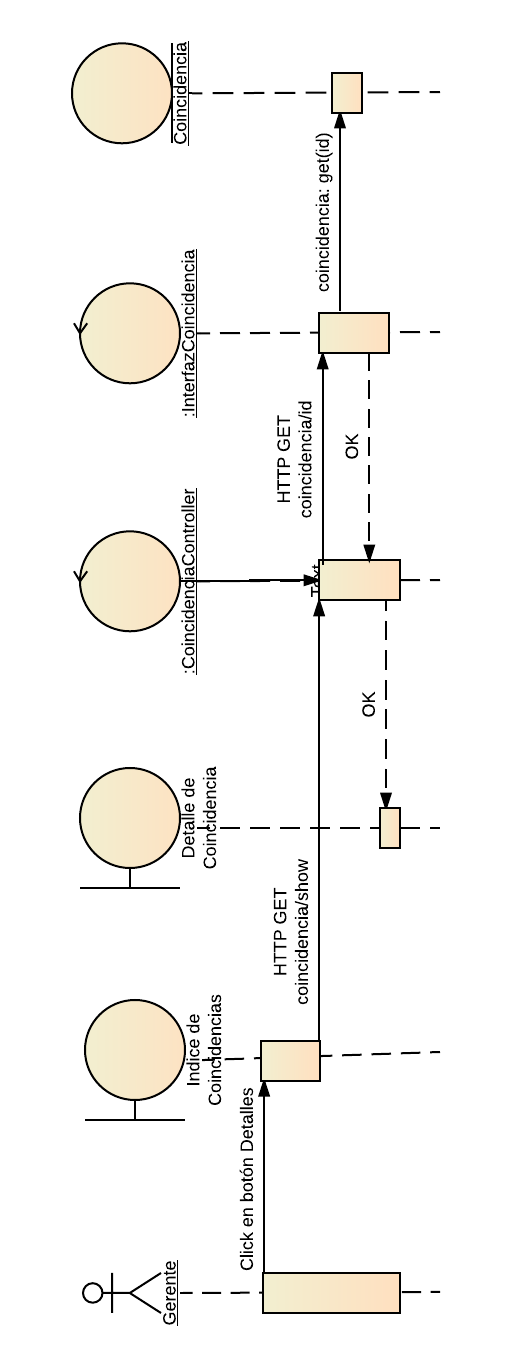 Gerente
Indice de
Coincidencias
Detalle de
Coincidencia
:CoincidenciaController
:InterfazCoincidencia
Coincidencia
Click en botón Detalles
HTTP GET
coincidencia/show
Text
HTTP GET
coincidencia/id
coincidencia: get(id)
OK
OK